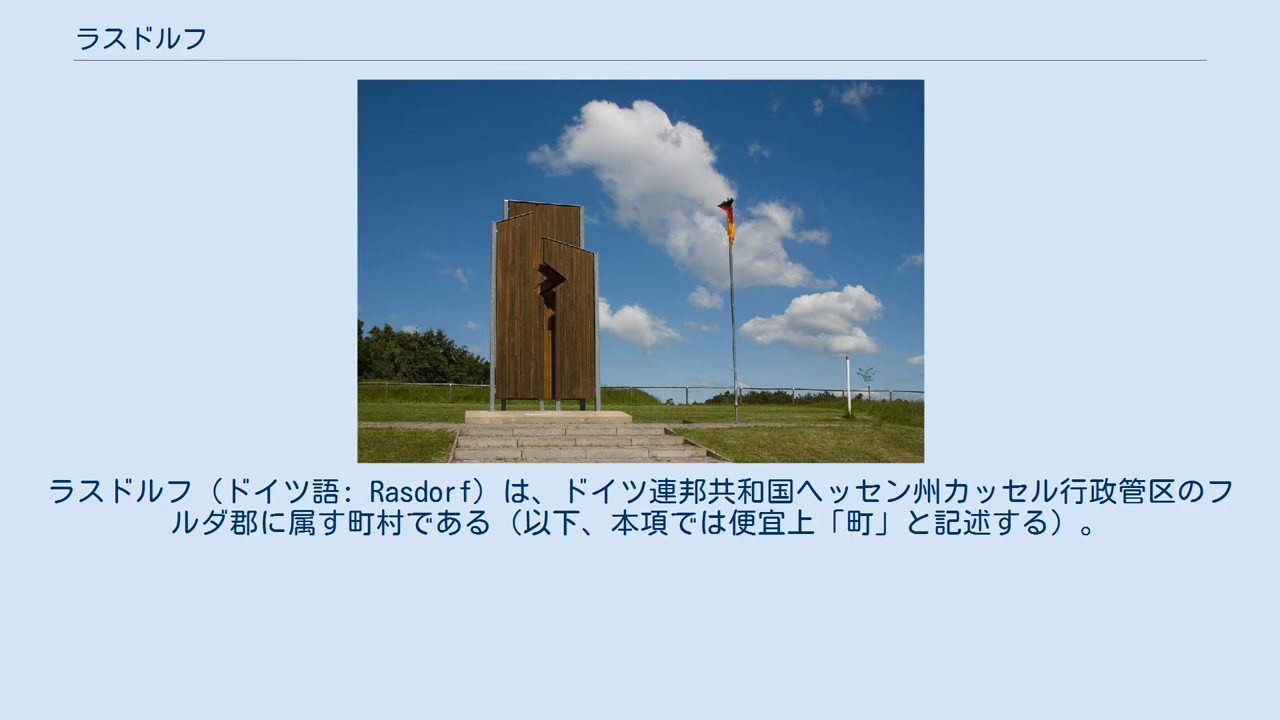 ラスドルフ
ラスドルフ（ドイツ語: Rasdorf）は、ドイツ連邦共和国ヘッセン州カッセル行政管区のフ
ルダ郡に属す町村である（以下、本項では便宜上「町」と記述する）。